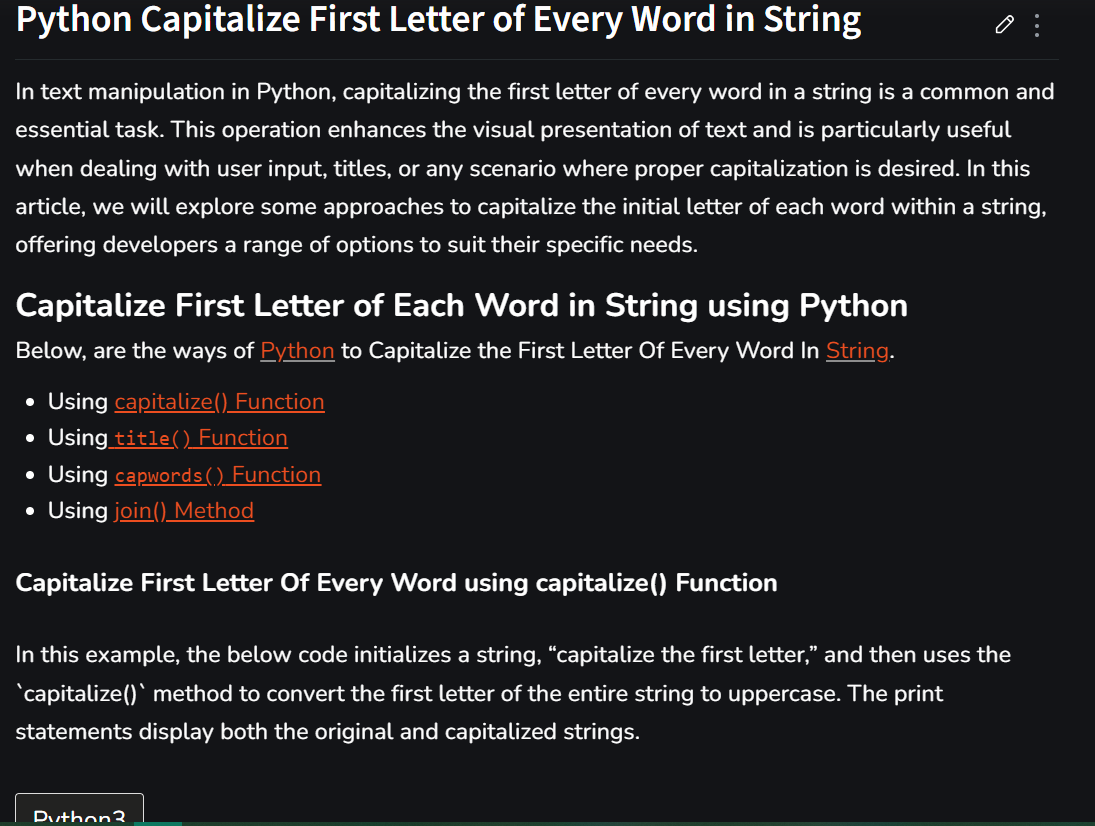 Python Capitalize First Letter of Every Word in String
In text manipulation in Python, capitalizing the first letter of every word in a string is a common and
essential task. This operation enhances the visual presentation of text and is particularly useful
when dealing with user input, titles, or any scenario where proper capitalization is desired. In this
article, we will explore some approaches to capitalize the initial letter of each word within a string,
offering developers a range of options to suit their specific needs.
Capitalize First Letter of Each Word in String using Python
Below, are the ways of Python to Capitalize the First Letter Of Every Word In String.
• Using capitalize() Function
• Using title() Function
• Using capwords() Function
• Using join() Method
Capitalize First Letter Of Every Word using capitalize() Function
In this example, the below code initializes a string, “capitalize the first letter,” and then uses the
`capitalize()` method to convert the first letter of the entire string to uppercase. The print
statements display both the original and capitalized strings.
Python3